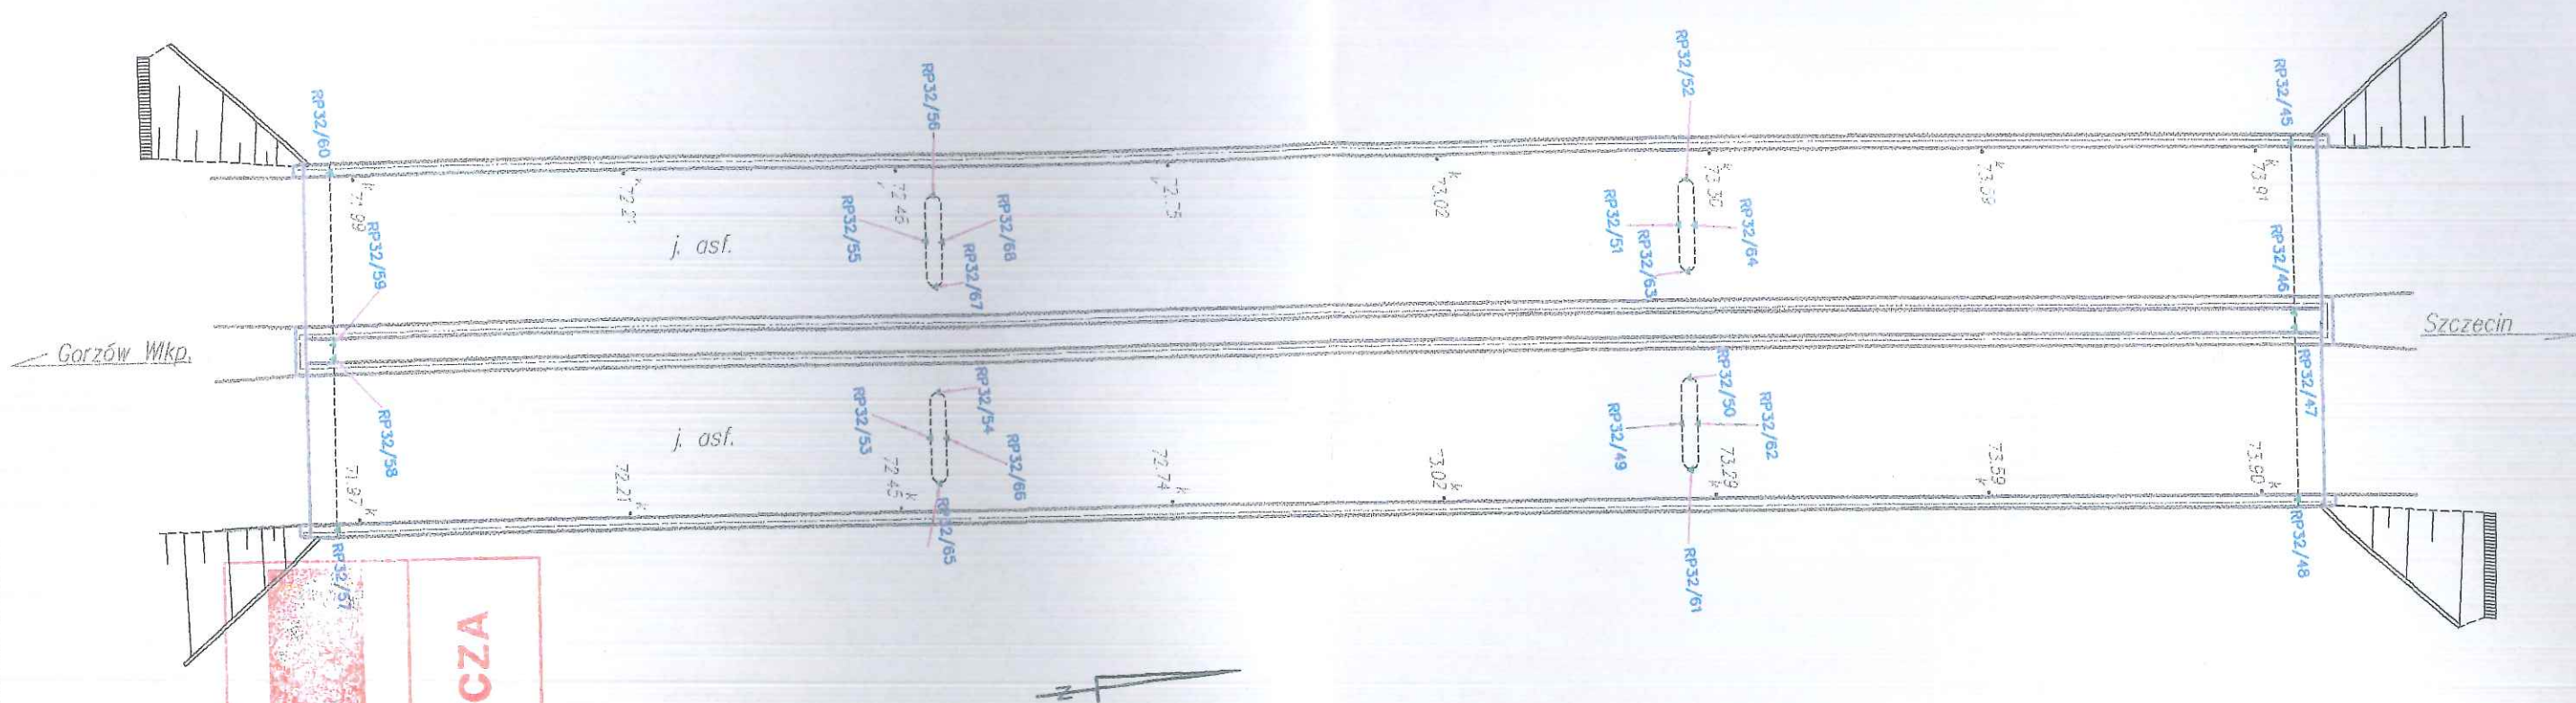 RP32/60
RP32/56
RP32/52
RP32/45
71.99
k
72.21
k
72.46
72.75
73.02
k
73.30
k
73.59
k
73.91
k
RP32/59
j. asf.
RP32/55
RP32/68
RP32/67
RP32/51
RP32/63
RP32/64
RP32/46
Gorzów Wlkp.
Szczecin
RP32/58
j. asf.
RP32/53
RP32/54
RP32/66
RP32/49
RP32/50
RP32/62
RP32/47
71.97
k
72.21
k
72.45
k
72.74
k
73.02
k
73.29
k
73.59
k
73.90
k
RP32/57
RP32/65
RP32/61
RP32/48
CZA
N